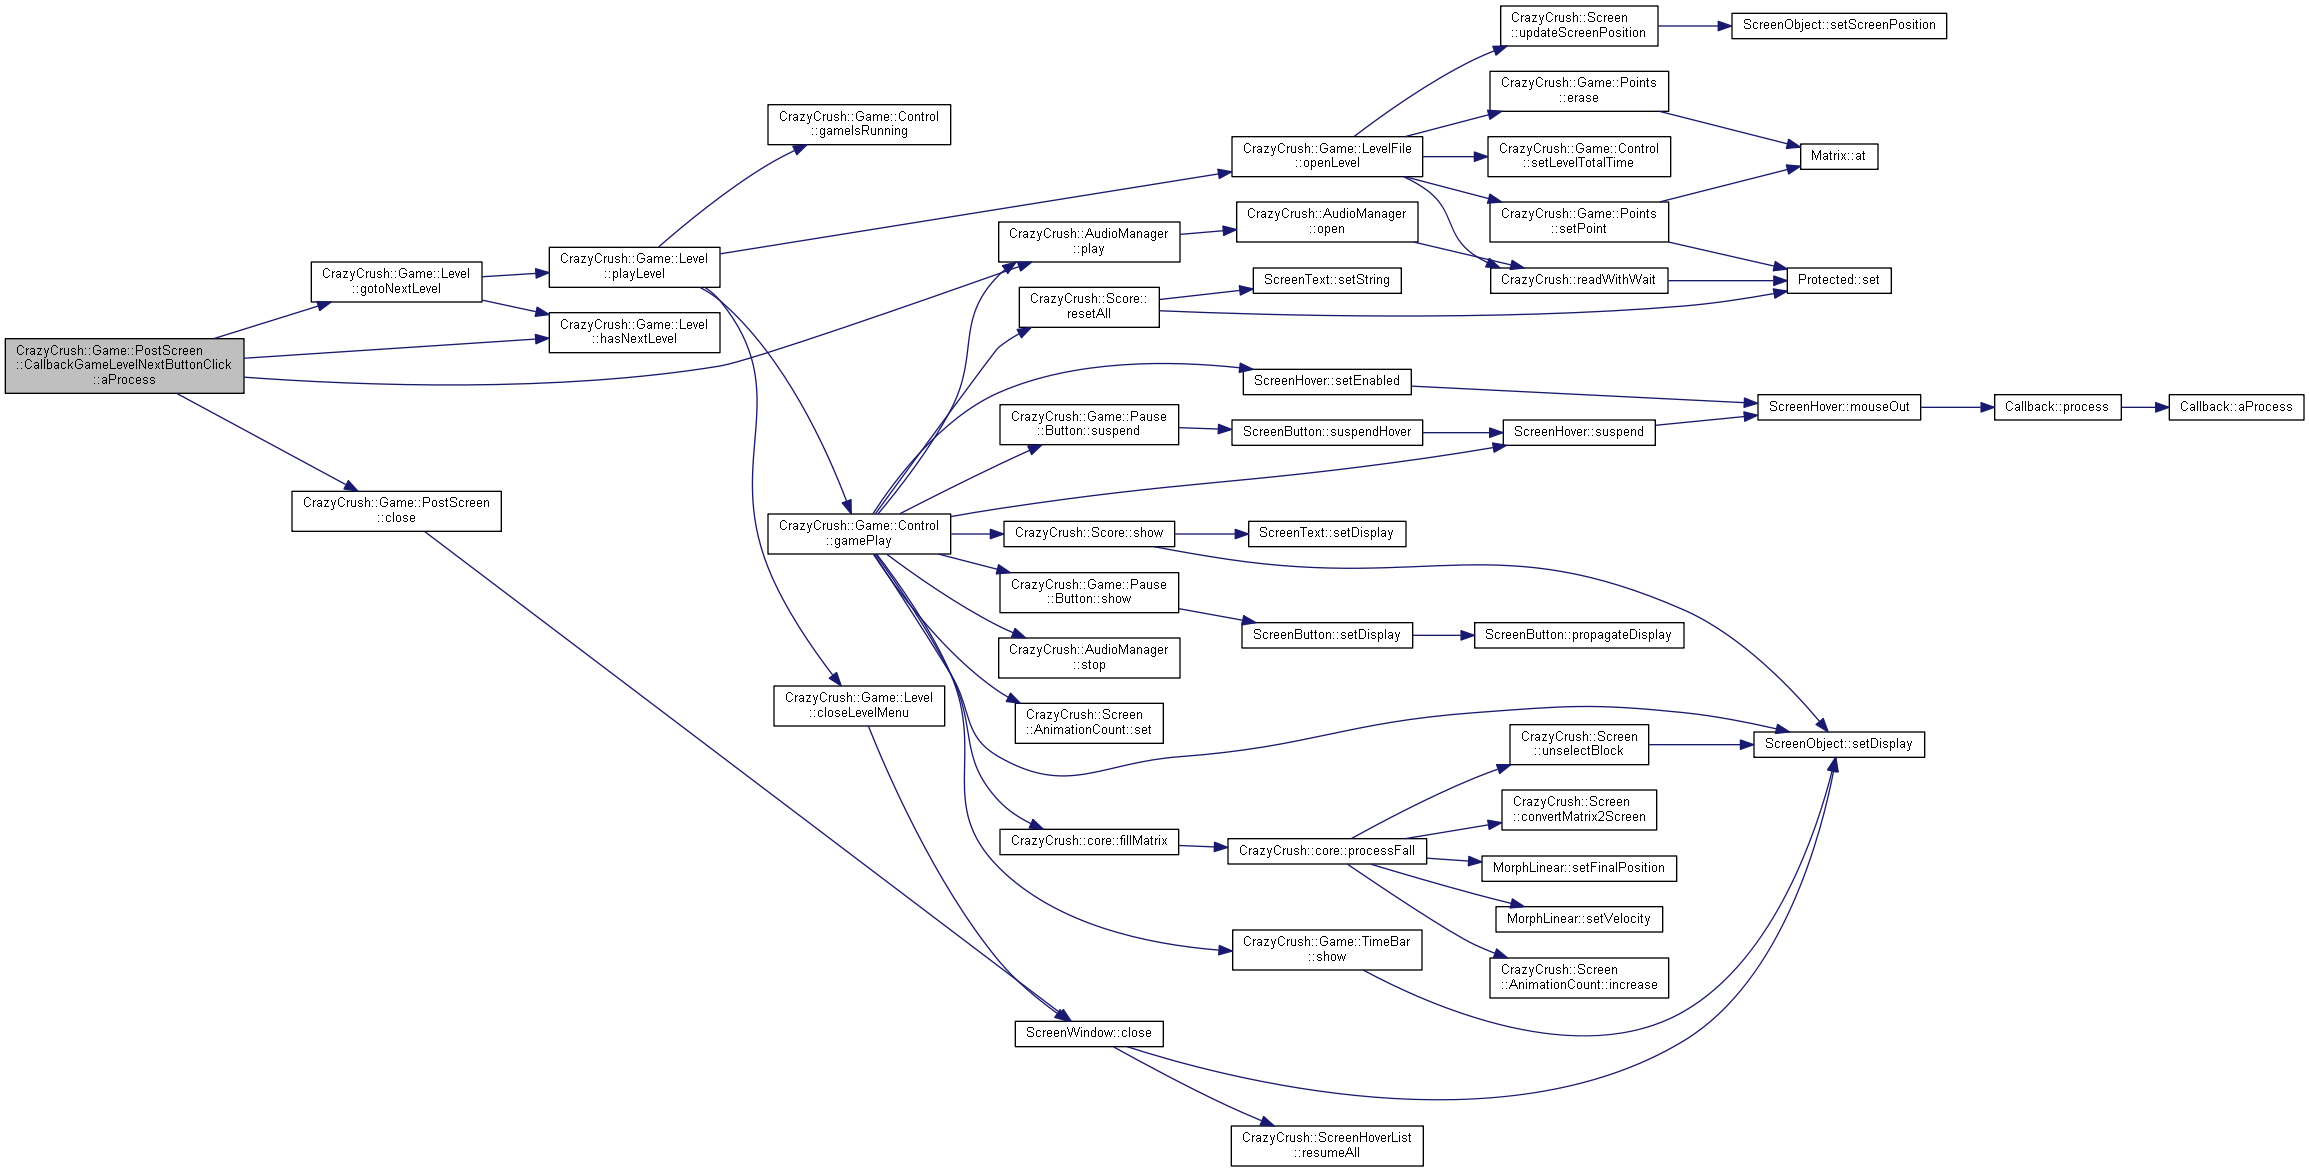 CrazyCrush::Game::PostScreen
::CallbackGameLevelNextButtonClick
::aProcess
CrazyCrush::Game::Level
::gotoNextLevel
CrazyCrush::Game::PostScreen
::close
CrazyCrush::Game::Level
::playLevel
CrazyCrush::Game::Level
::hasNextLevel
CrazyCrush::Game::Control
::gameIsRunning
CrazyCrush::Game::Control
::gamePlay
CrazyCrush::Game::Level
::closeLevelMenu
CrazyCrush::AudioManager
::play
CrazyCrush::Score::
resetAll
CrazyCrush::Game::Pause
::Button::suspend
CrazyCrush::Score::show
CrazyCrush::Game::Pause
::Button::show
CrazyCrush::AudioManager
::stop
CrazyCrush::Screen
::AnimationCount::set
CrazyCrush::core::fillMatrix
ScreenWindow::close
CrazyCrush::Game::LevelFile
::openLevel
CrazyCrush::AudioManager
::open
ScreenText::setString
ScreenHover::setEnabled
ScreenButton::suspendHover
ScreenText::setDisplay
ScreenButton::setDisplay
CrazyCrush::core::processFall
CrazyCrush::Game::TimeBar
::show
CrazyCrush::ScreenHoverList
::resumeAll
CrazyCrush::Screen
::updateScreenPosition
CrazyCrush::Game::Points
::erase
CrazyCrush::Game::Control
::setLevelTotalTime
CrazyCrush::Game::Points
::setPoint
CrazyCrush::readWithWait
ScreenHover::suspend
ScreenButton::propagateDisplay
CrazyCrush::Screen
::unselectBlock
CrazyCrush::Screen
::convertMatrix2Screen
MorphLinear::setFinalPosition
MorphLinear::setVelocity
CrazyCrush::Screen
::AnimationCount::increase
ScreenObject::setScreenPosition
Matrix::at
Protected::set
ScreenHover::mouseOut
ScreenObject::setDisplay
Callback::process
Callback::aProcess